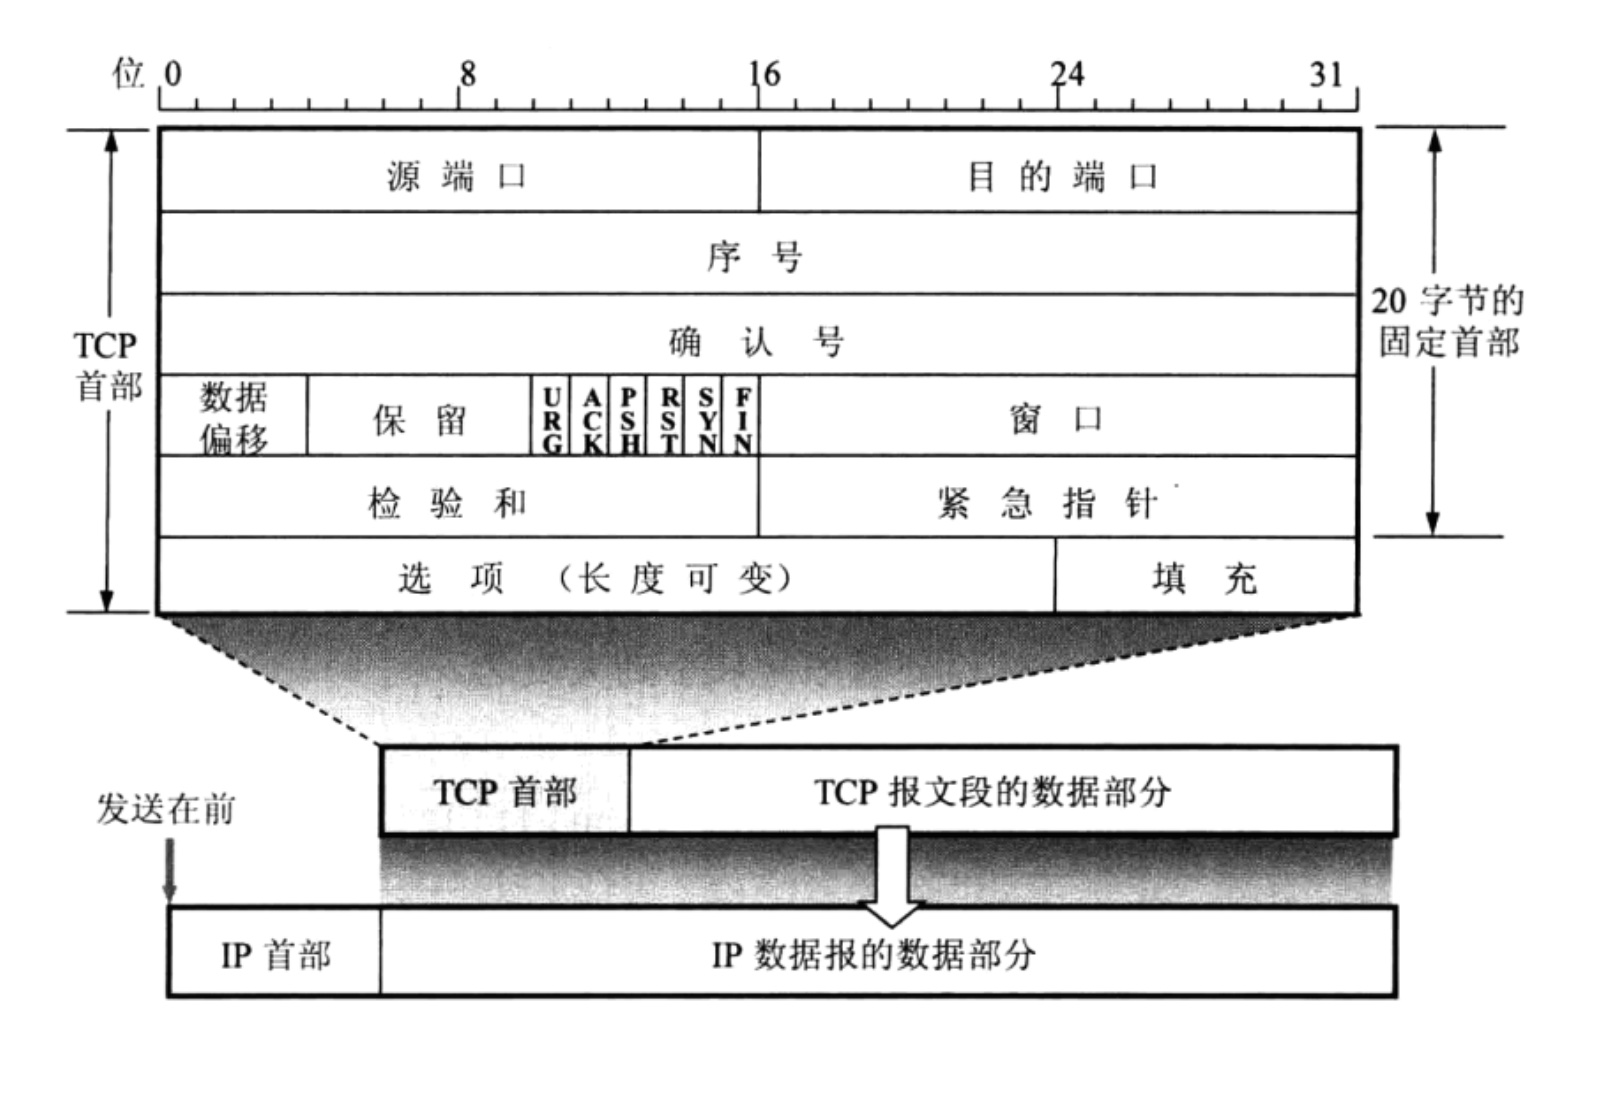 位 0 8 16 24 31
源端口 目的端口
序号
确认号
TCP
首部
20 字节的
固定首部
数据
偏移
保留
URG
ACK
PSH
RST
SYN
FIN
窗口
检验和 紧急指针
选项（长度可变） 填充
TCP 首部 TCP 报文段的数据部分
发送在前
IP 首部 IP 数据报的数据部分